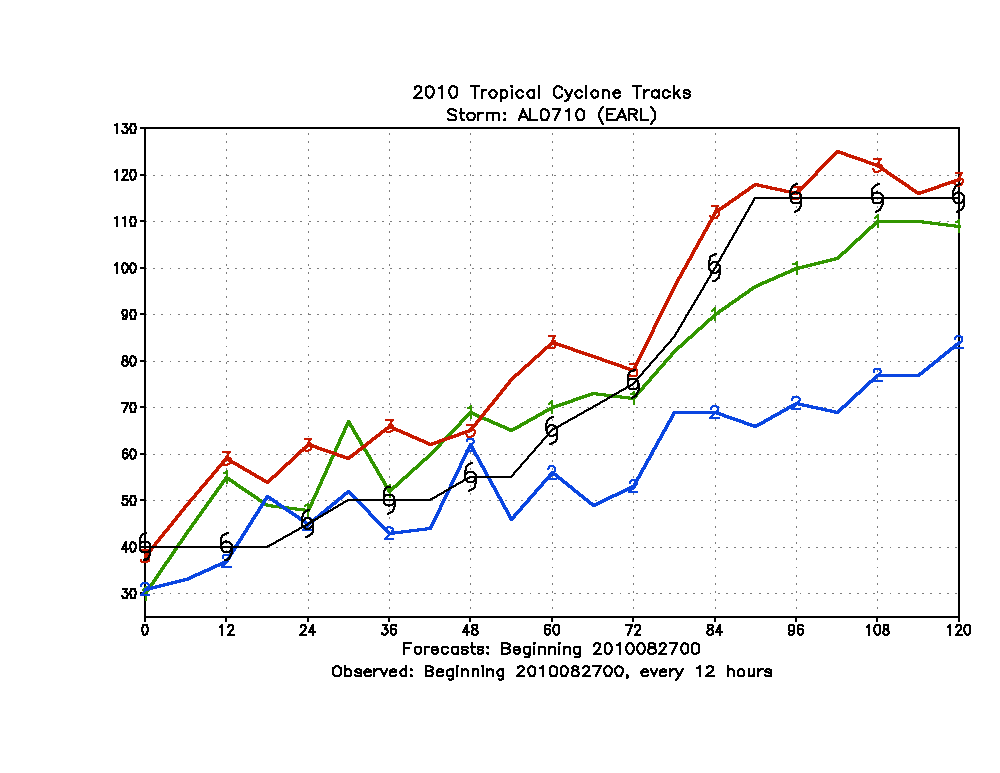 2010 Tropical Cyclone Tracks
Storm: AL0710 (EARL)
130
120
110
100
90
80
70
60
50
40
30
0 12 24 36 48 60 72 84 96 108 120
Forecasts: Beginning 2010082700
Observed: Beginning 2010082700, every 12 hours